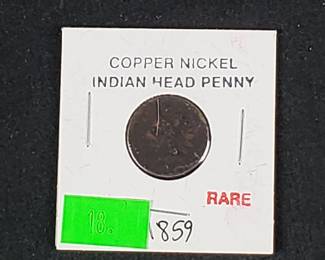 COPPER NICKEL
INDIAN HEAD PENNY
RARE
18.
1859